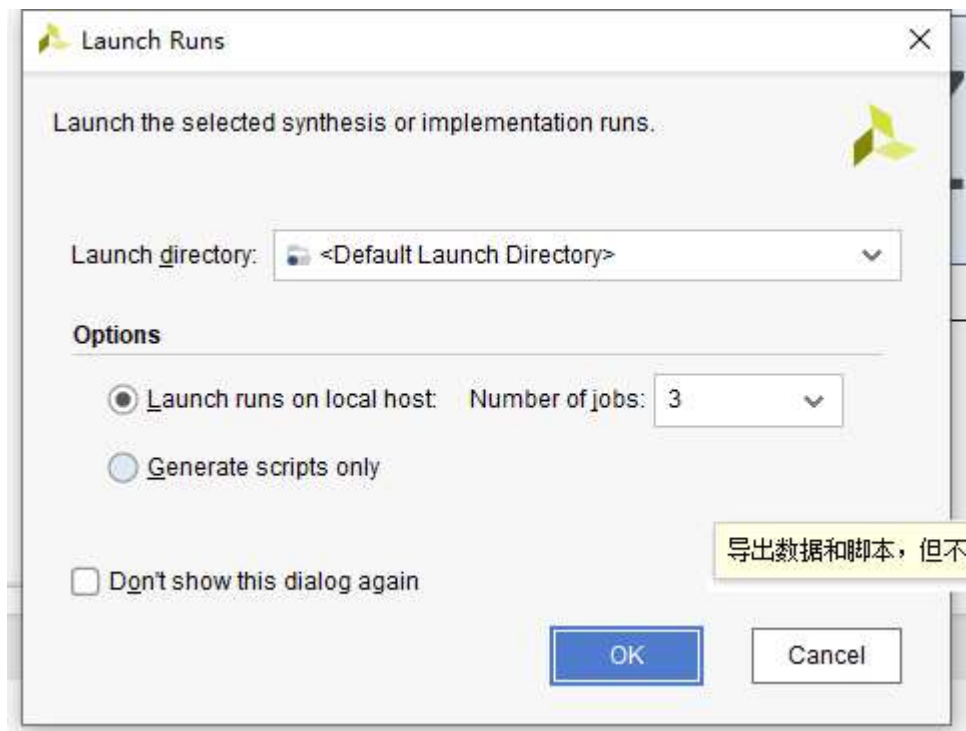 Launch Runs
Launch the selected synthesis or implementation runs.
Launch directory: <Default Launch Directory>
Options
Launch runs on local host: Number of jobs: 3
Generate scripts only
导出数据和脚本，但不
Don't show this dialog again
OK Cancel